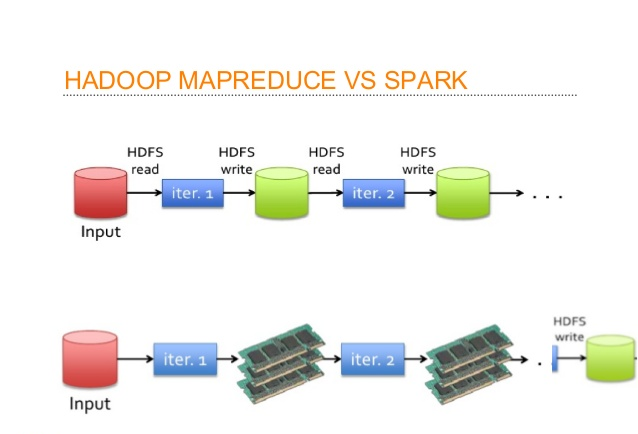 HADOOP MAPREDUCE VS SPARK
HDFS
read
HDFS
write
HDFS
read
HDFS
write
iter. 1
iter. 2
. . .
Input
HDFS
write
iter. 1
iter. 2
.
Input